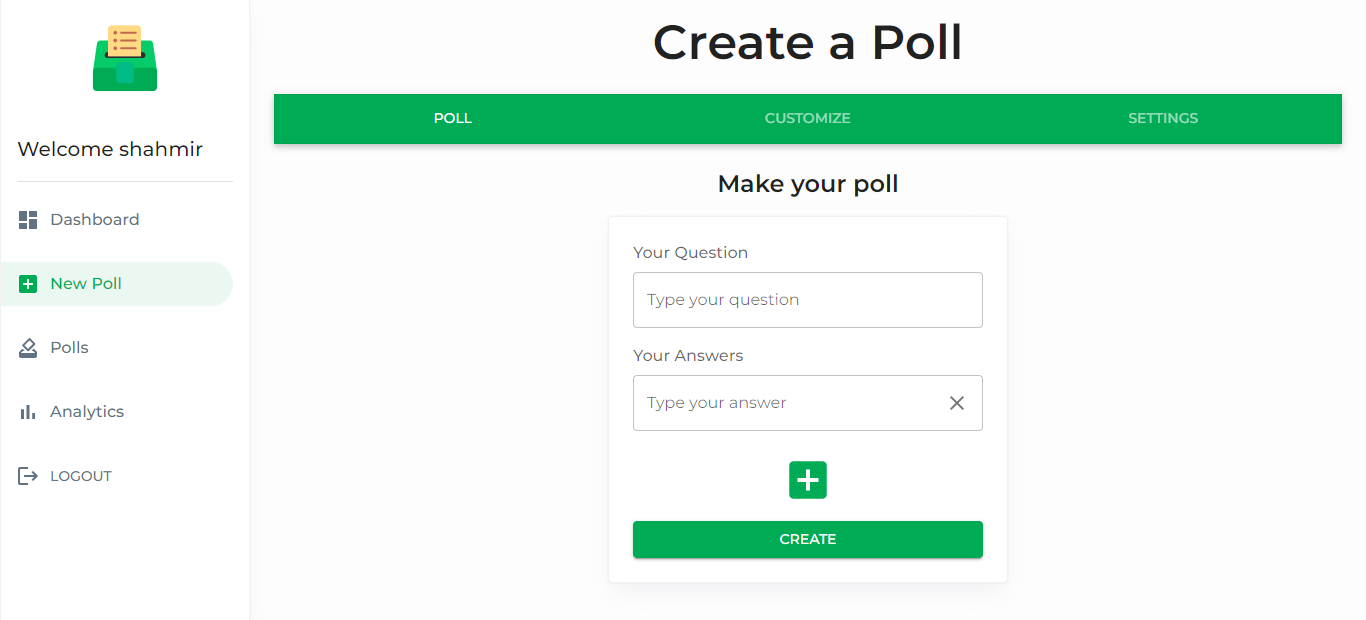 Welcome shahmir
Dashboard
New Poll
Polls
Analytics
LOGOUT
Create a Poll
POLL
CUSTOMIZE
SETTINGS
Make your poll
Your Question
Type your question
Your Answers
Type your answer
CREATE